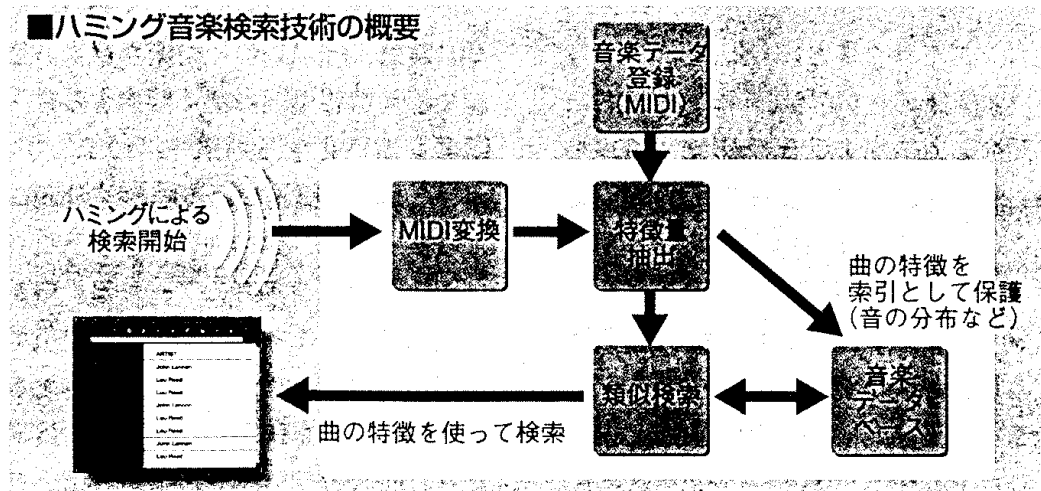 ■ハミング音楽検索技術の概要
音楽データ
登録
(MIDI)
ハミングによる
検索開始
MIDI変換
特徴量
抽出
曲の特徴を
索引として保護
(音の分布など)
類似検索
音楽
データ
ベース
曲の特徴を使って検索
ARTIST
John Lennon
Lou Reed
Lou Reed
John Lennon
Lou Reed
Lou Reed
John Lennon
Lou Reed